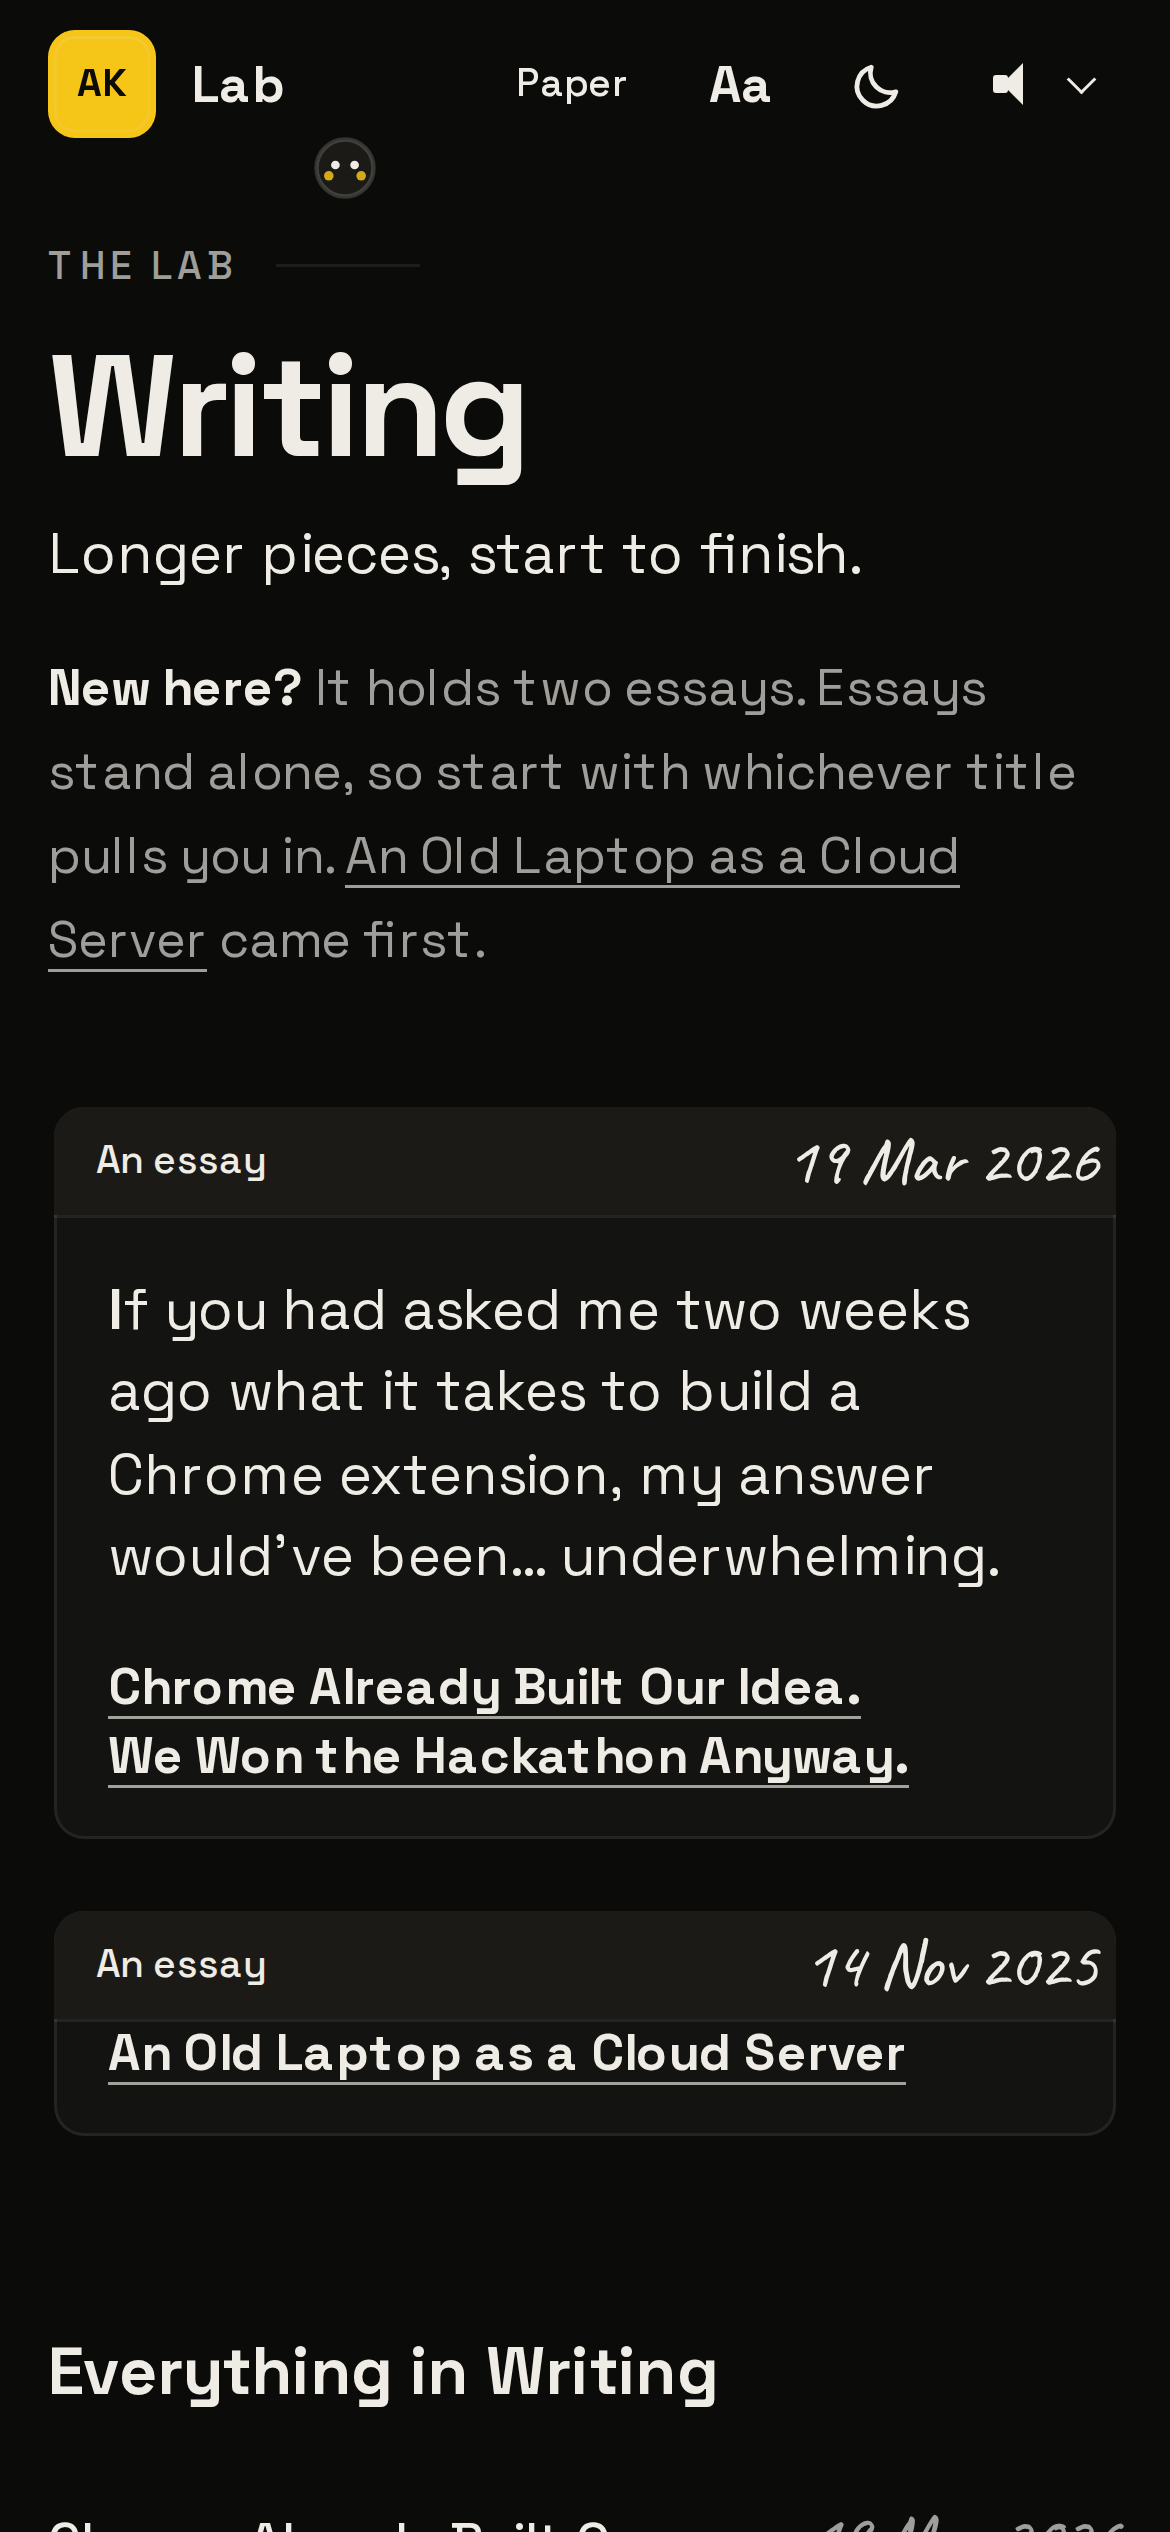 AK Lab Paper Aa
THE LAB
Writing
Longer pieces, start to finish.
New here? It holds two essays. Essays
stand alone, so start with whichever title
pulls you in. An Old Laptop as a Cloud
Server came first.
An essay 19 Mar 2026
If you had asked me two weeks
ago what it takes to build a
Chrome extension, my answer
would’ve been… underwhelming.
Chrome Already Built Our Idea.
We Won the Hackathon Anyway.
An essay 14 Nov 2025
An Old Laptop as a Cloud Server
Everything in Writing